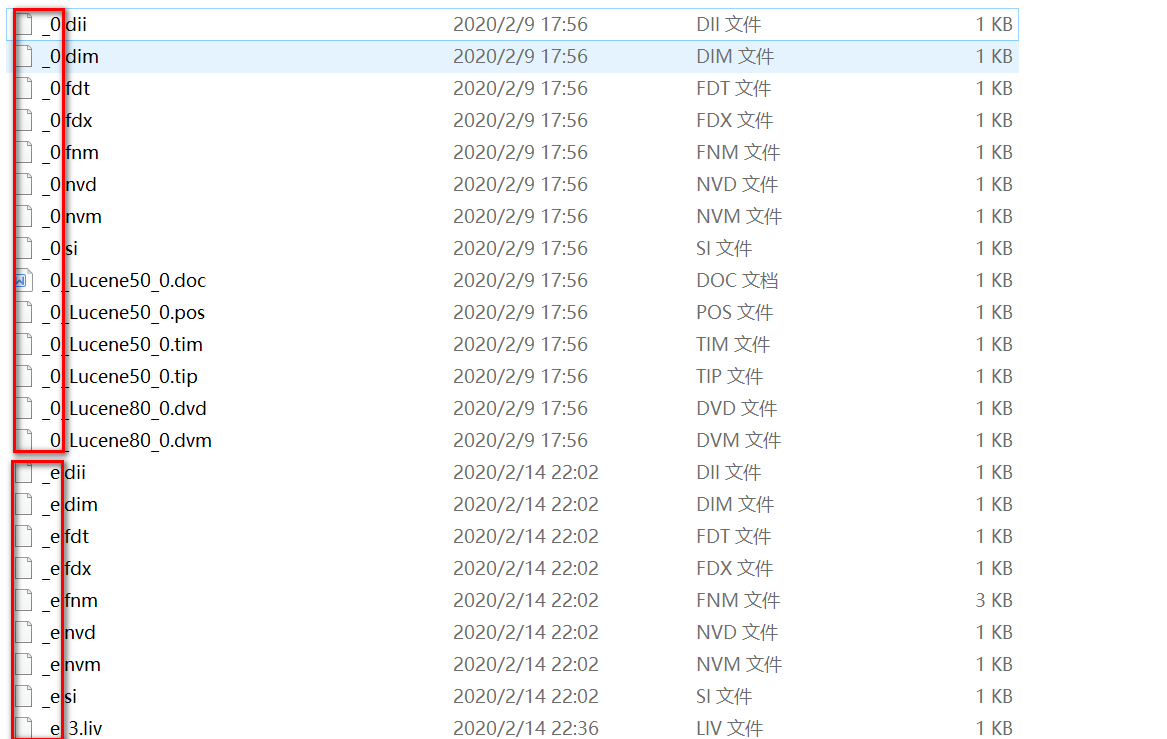 _0.dii 2020/2/9 17:56 DII 文件 1 KB
_0.dim 2020/2/9 17:56 DIM 文件 1 KB
_0.fdt 2020/2/9 17:56 FDT 文件 1 KB
_0.fdx 2020/2/9 17:56 FDX 文件 1 KB
_0.fnm 2020/2/9 17:56 FNM 文件 1 KB
_0.nvd 2020/2/9 17:56 NVD 文件 1 KB
_0.nvm 2020/2/9 17:56 NVM 文件 1 KB
_0.si 2020/2/9 17:56 SI 文件 1 KB
_0_Lucene50_0.doc 2020/2/9 17:56 DOC 文档 1 KB
_0_Lucene50_0.pos 2020/2/9 17:56 POS 文件 1 KB
_0_Lucene50_0.tim 2020/2/9 17:56 TIM 文件 1 KB
_0_Lucene50_0.tip 2020/2/9 17:56 TIP 文件 1 KB
_0_Lucene80_0.dvd 2020/2/9 17:56 DVD 文件 1 KB
_0_Lucene80_0.dvm 2020/2/9 17:56 DVM 文件 1 KB
_e.dii 2020/2/14 22:02 DII 文件 1 KB
_e.dim 2020/2/14 22:02 DIM 文件 1 KB
_e.fdt 2020/2/14 22:02 FDT 文件 1 KB
_e.fdx 2020/2/14 22:02 FDX 文件 1 KB
_e.fnm 2020/2/14 22:02 FNM 文件 3 KB
_e.nvd 2020/2/14 22:02 NVD 文件 1 KB
_e.nvm 2020/2/14 22:02 NVM 文件 1 KB
_e.si 2020/2/14 22:02 SI 文件 1 KB
_e_3.liv 2020/2/14 22:36 LIV 文件 1 KB